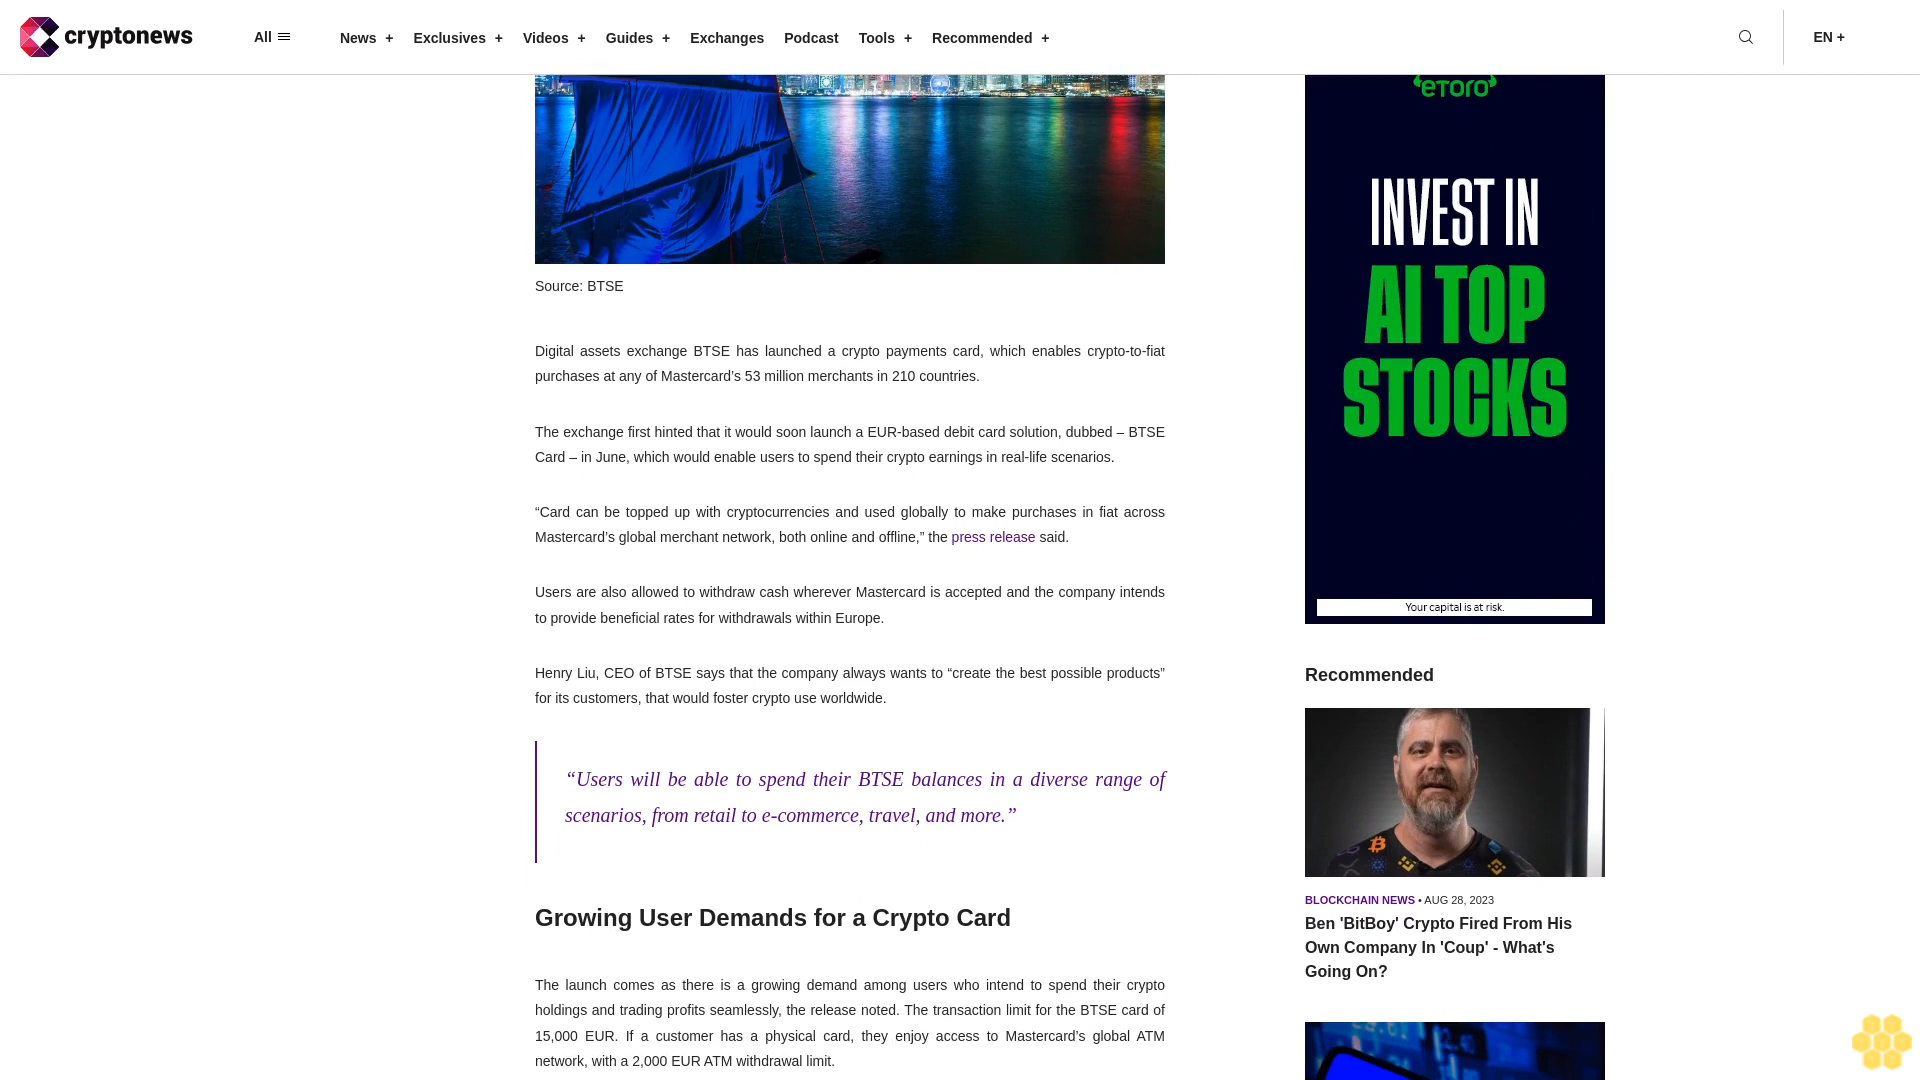 cryptonews
All
News +
Exclusives +
Videos +
Guides +
Exchanges
Podcast
Tools +
Recommended +
EN +
Source: BTSE
Digital assets exchange BTSE has launched a crypto payments card, which enables crypto-to-fiat
purchases at any of Mastercard’s 53 million merchants in 210 countries.
The exchange first hinted that it would soon launch a EUR-based debit card solution, dubbed – BTSE
Card – in June, which would enable users to spend their crypto earnings in real-life scenarios.
“Card can be topped up with cryptocurrencies and used globally to make purchases in fiat across
Mastercard’s global merchant network, both online and offline,” the press release said.
Users are also allowed to withdraw cash wherever Mastercard is accepted and the company intends
to provide beneficial rates for withdrawals within Europe.
Henry Liu, CEO of BTSE says that the company always wants to “create the best possible products”
for its customers, that would foster crypto use worldwide.
“Users will be able to spend their BTSE balances in a diverse range of
scenarios, from retail to e-commerce, travel, and more.”
Growing User Demands for a Crypto Card
The launch comes as there is a growing demand among users who intend to spend their crypto
holdings and trading profits seamlessly, the release noted. The transaction limit for the BTSE card of
15,000 EUR. If a customer has a physical card, they enjoy access to Mastercard’s global ATM
network, with a 2,000 EUR ATM withdrawal limit.
eToro
INVEST IN
AI TOP
STOCKS
Your capital is at risk.
Recommended
BLOCKCHAIN NEWS • AUG 28, 2023
Ben 'BitBoy' Crypto Fired From His
Own Company In 'Coup' - What's
Going On?